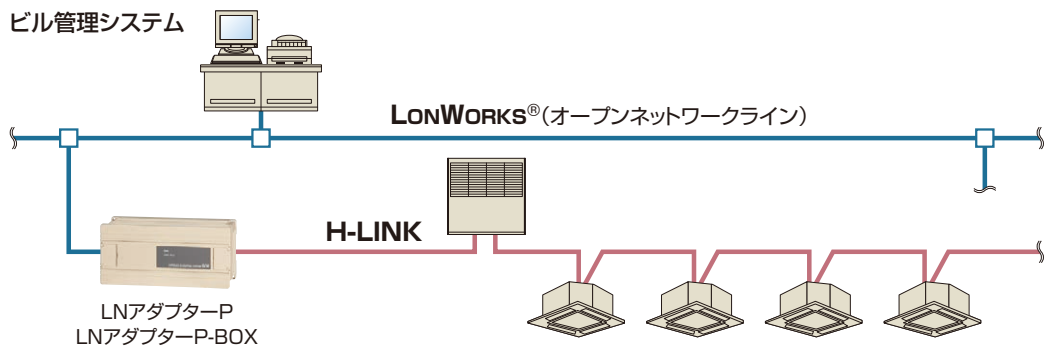 ビル管理システム
LONWORKS®(オープンネットワークライン)
H-LINK
LNアダプターP
LNアダプターP-BOX